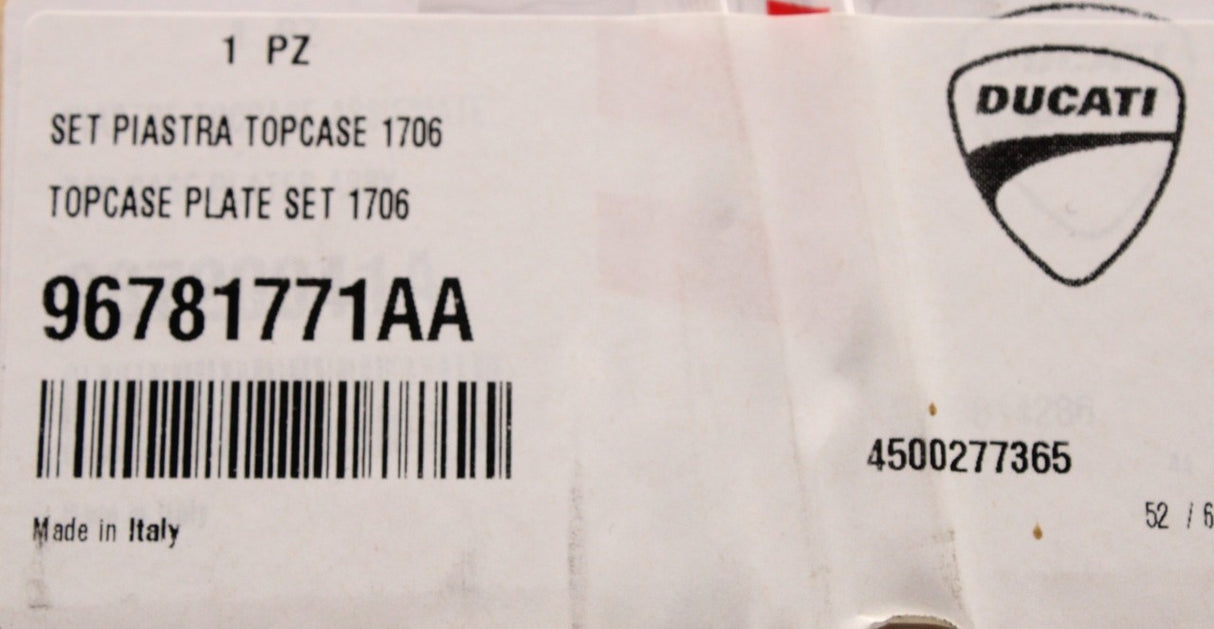 1 PZ
DUCATI
SET PIASTRA TOPCASE 1706
TOPCASE PLATE SET 1706
96781771AA
4500277365
52 / 6
Made in Italy